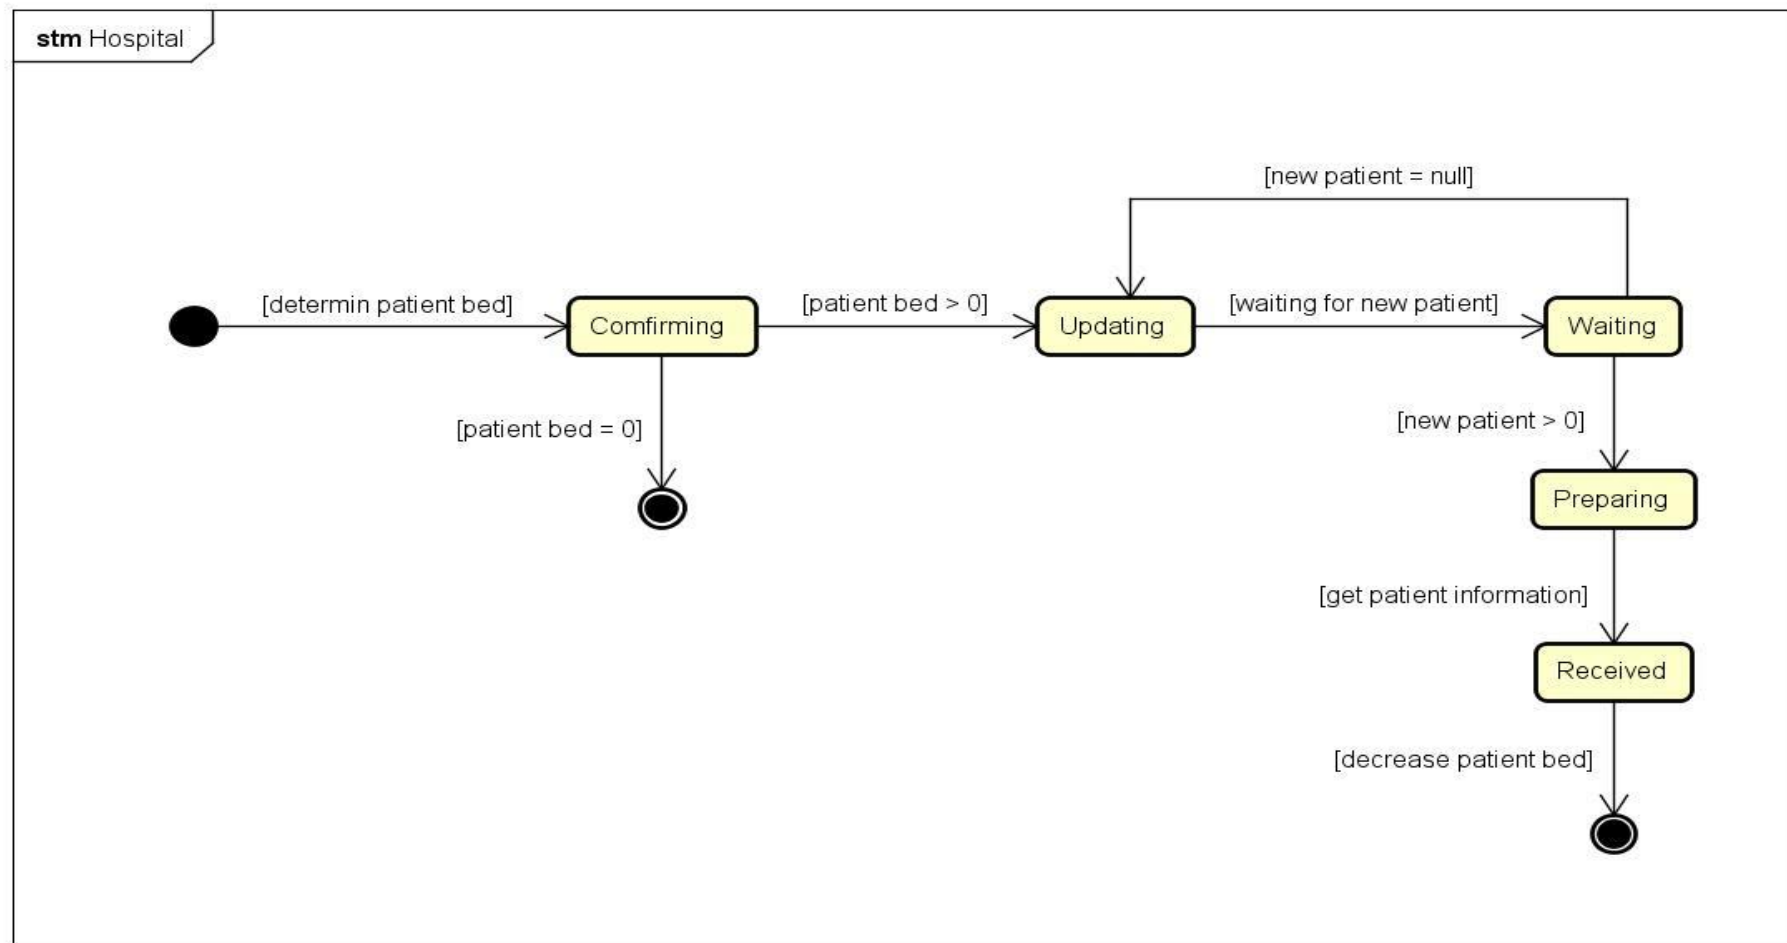 stm Hospital
[new patient = null]
[determin patient bed]
[patient bed > 0]
[waiting for new patient]
Comfirming
Updating
Waiting
[patient bed = 0]
[new patient > 0]
Preparing
[get patient information]
Received
[decrease patient bed]